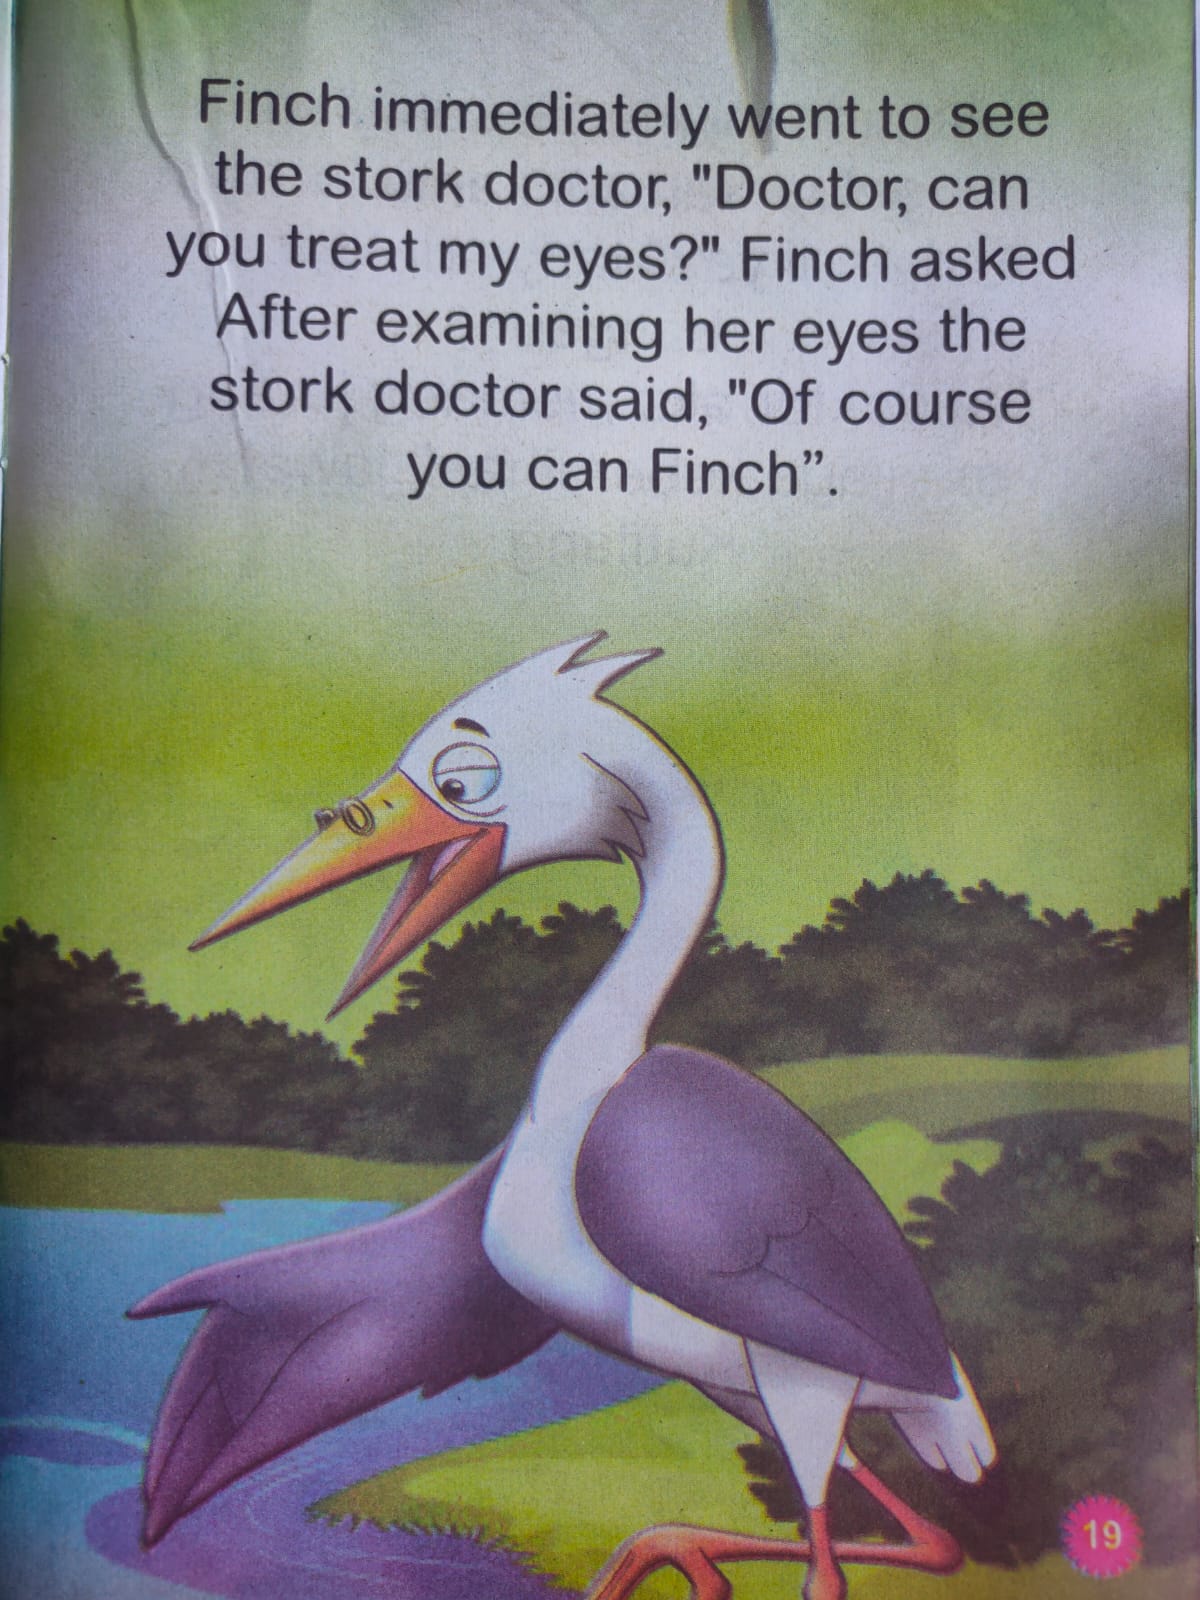 Finch immediately went to see
the stork doctor, "Doctor, can
you treat my eyes?" Finch asked
After examining her eyes the
stork doctor said, "Of course
you can Finch”.
19